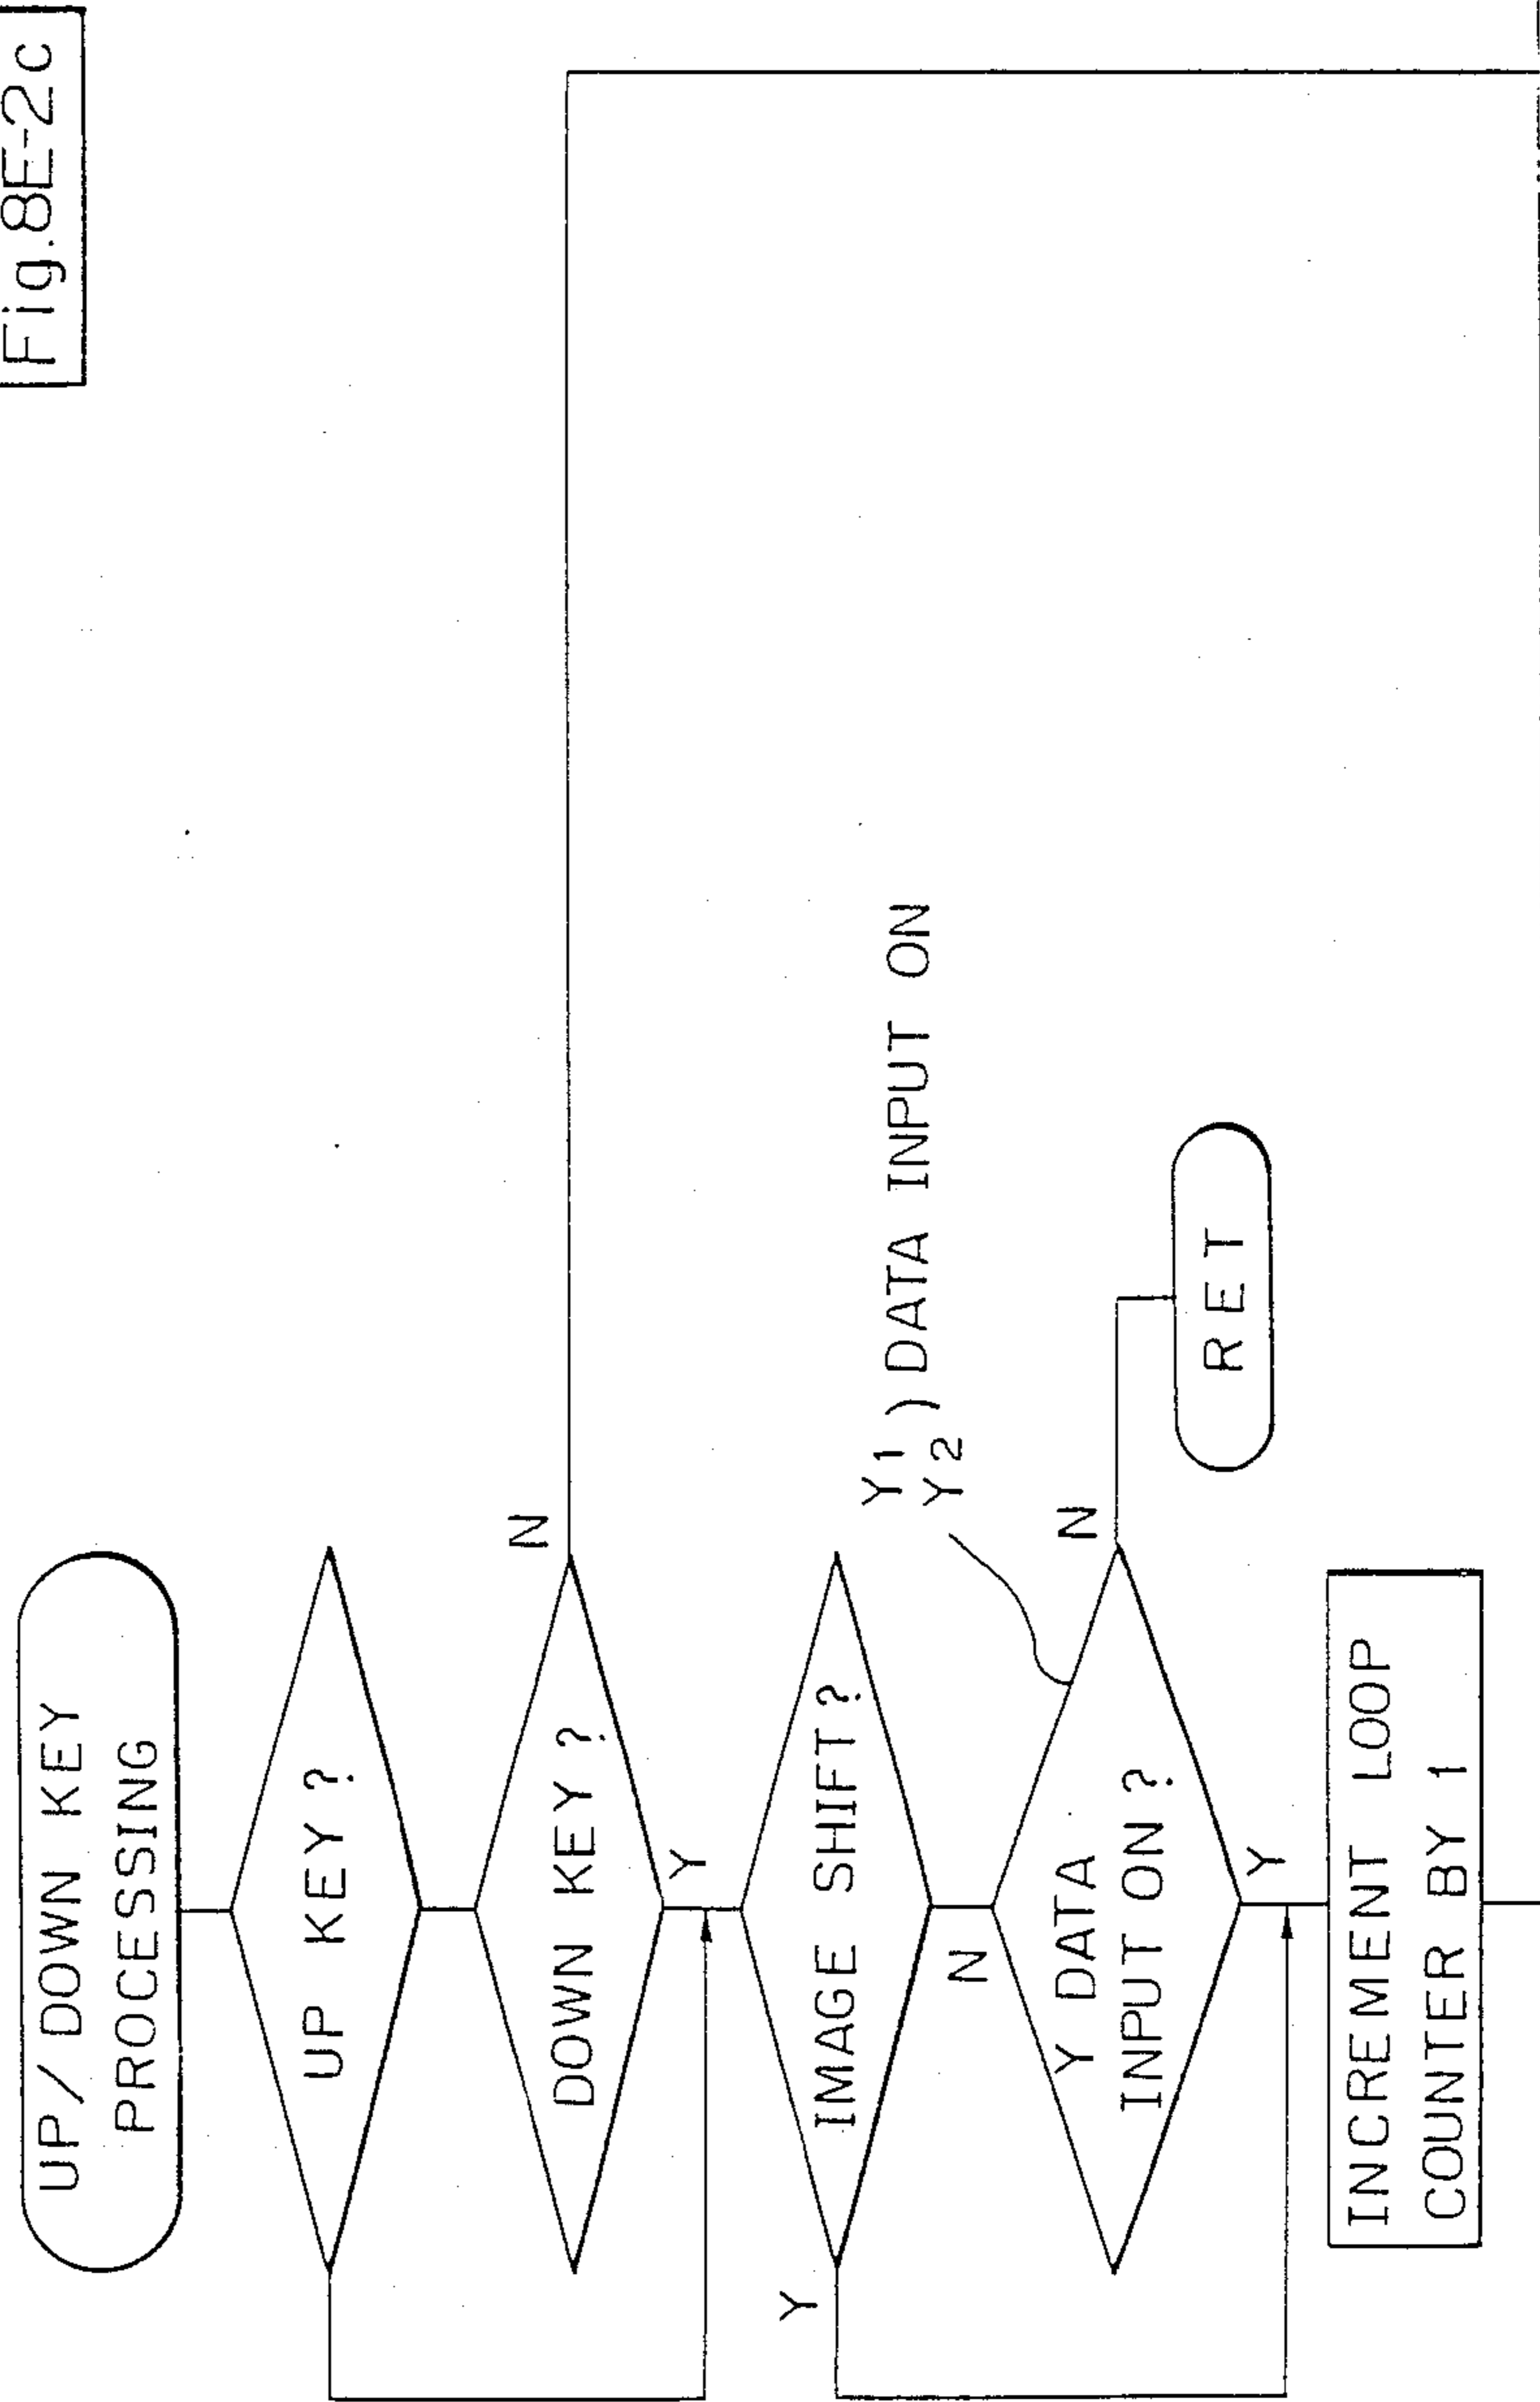 Fig.8E-2c
UP/DOWN KEY
PROCESSING
UP KEY?
DOWN KEY?
N
Y
IMAGE SHIFT?
Y
N
Y1
Y2
) DATA INPUT ON
Y DATA
INPUT ON?
N
RET
Y
INCREMENT LOOP
COUNTER BY 1